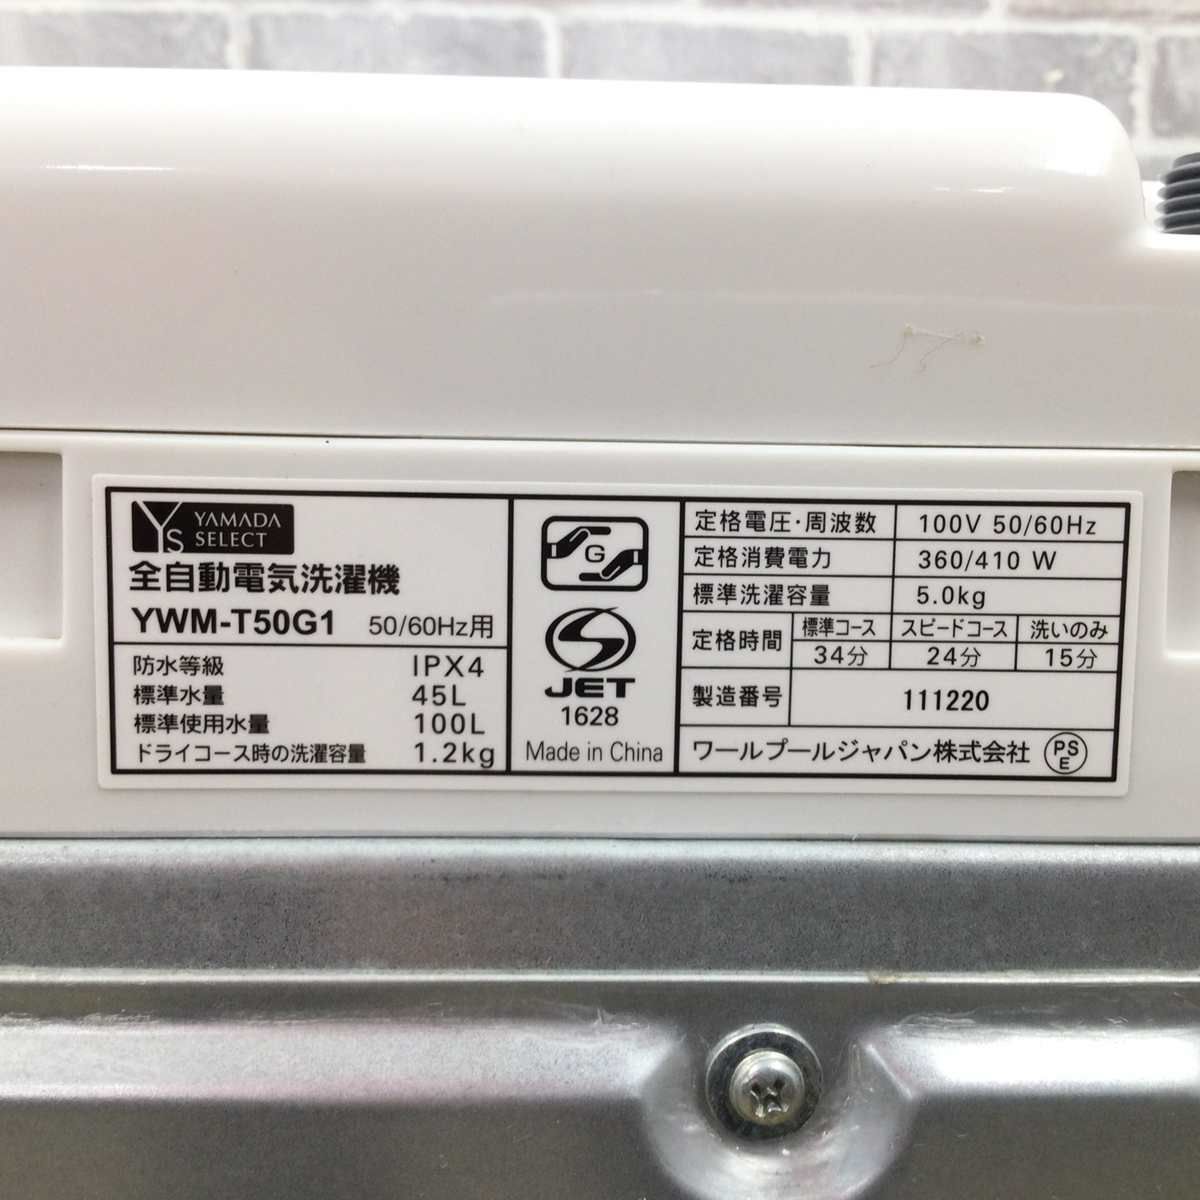 YS YAMADA
SELECT
全自動電気洗濯機
YWM-T50G1 50/60Hz用
防水等級 IPX4
標準水量 45L
標準使用水量 100L
ドライコース時の洗濯容量 1.2kg
G
S
JET
1628
Made in China
定格電圧・周波数 100V 50/60Hz
定格消費電力 360/410 W
標準洗濯容量 5.0kg
定格時間 標準コース スピードコース 洗いのみ
34分 24分 15分
製造番号 111220
ワールプールジャパン株式会社 PS
E